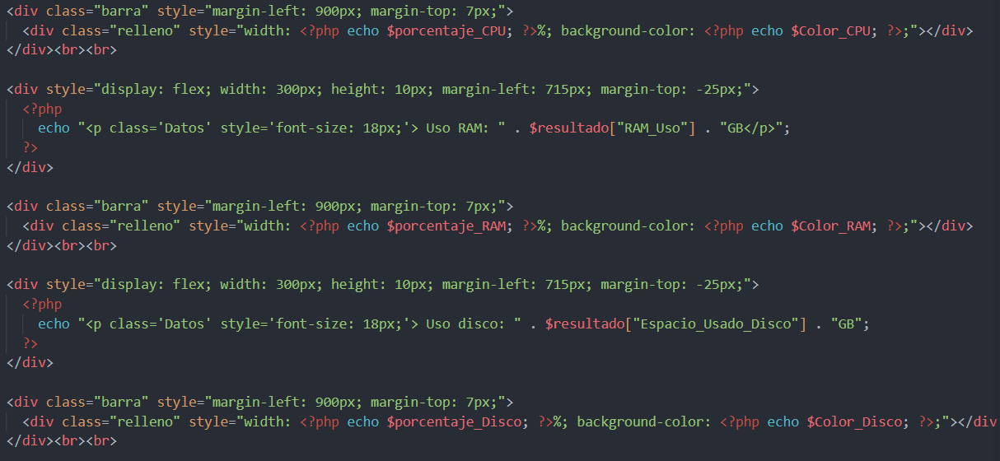 <div class="barra" style="margin-left: 900px; margin-top: 7px;">
<div class="relleno" style="width: <?php echo $porcentaje_CPU; ?>%; background-color: <?php echo $Color_CPU; ?>;"></div>
</div><br><br>
<div style="display: flex; width: 300px; height: 10px; margin-left: 715px; margin-top: -25px;">
<?php
echo "<p class='Datos' style='font-size: 18px;'> Uso RAM: " . $resultado["RAM_Uso"] . "GB</p>";
?>
</div>
<div class="barra" style="margin-left: 900px; margin-top: 7px;">
<div class="relleno" style="width: <?php echo $porcentaje_RAM; ?>%; background-color: <?php echo $Color_RAM; ?>;"></div>
</div><br><br>
<div style="display: flex; width: 300px; height: 10px; margin-left: 715px; margin-top: -25px;">
<?php
echo "<p class='Datos' style='font-size: 18px;'> Uso disco: " . $resultado["Espacio_Usado_Disco"] . "GB";
?>
</div>
<div class="barra" style="margin-left: 900px; margin-top: 7px;">
<div class="relleno" style="width: <?php echo $porcentaje_Disco; ?>%; background-color: <?php echo $Color_Disco; ?>;"></div
</div><br><br>